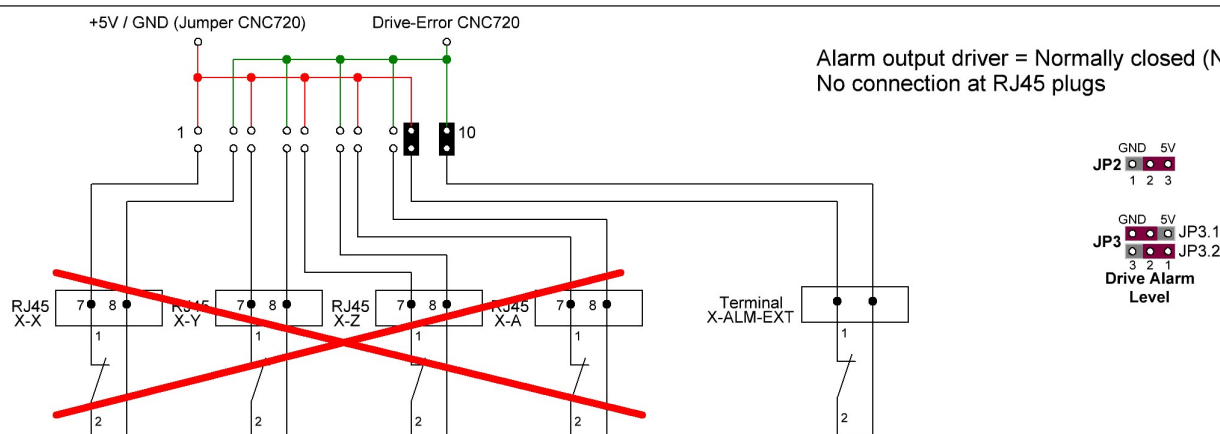 +5V / GND (Jumper CNC720)
Drive-Error CNC720
Alarm output driver = Normally closed (N
No connection at RJ45 plugs
1
10
GND 5V
JP2
1 2 3
GND 5V
JP3
JP3.1
JP3.2
3 2 1
Drive Alarm
Level
RJ45
X-X
7 8
RJ45
X-Y
7 8
RJ45
X-Z
7 8
RJ45
X-A
7 8
Terminal
X-ALM-EXT
1
1
1
1
1
2
2
2
2
2